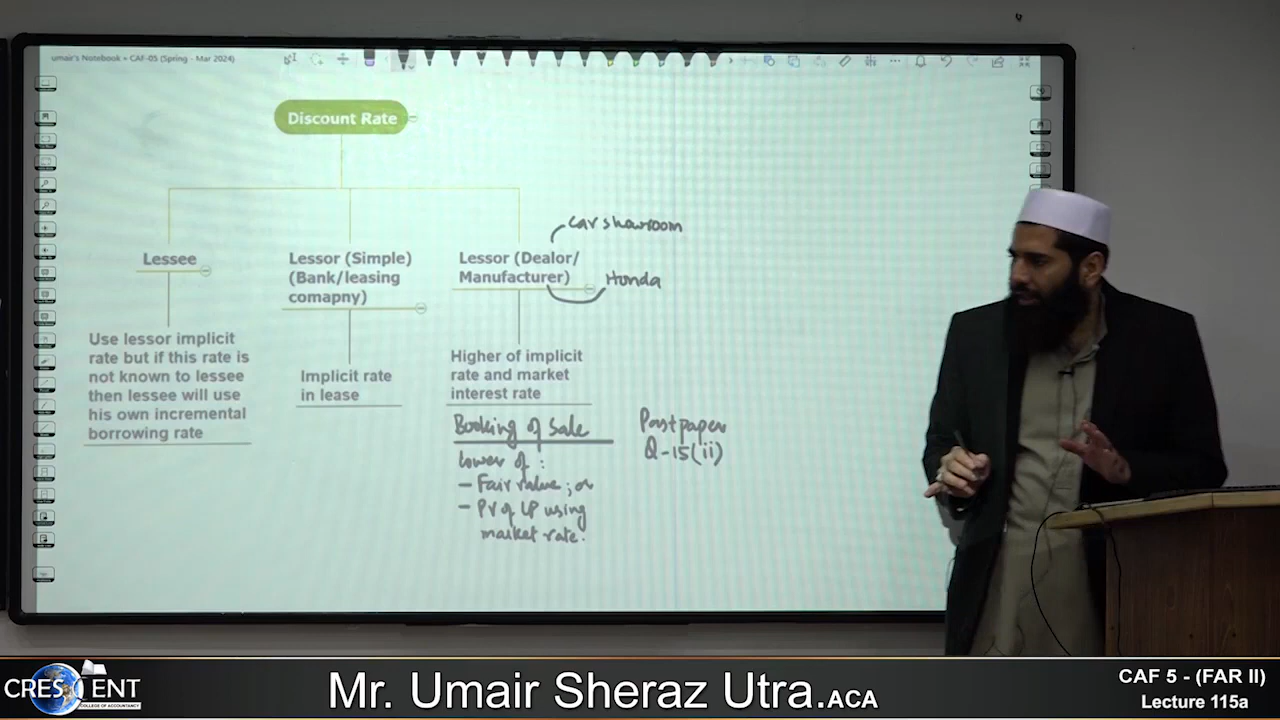 umair's Notebook » CAF-05 (Spring - Mar 2024)
Discount Rate
Car showroom
Lessee
Lessor (Simple)
(Bank/leasing
comapny)
Lessor (Dealor/
Manufacturer)
Honda
Use lessor implicit
rate but if this rate is
not known to lessee
then lessee will use
his own incremental
borrowing rate
Implicit rate
in lease
Higher of implicit
rate and market
interest rate
Booking of Sale
Lower of :
- Fair value ; or
- PV of LP using
market rate.
Past paper
Q-15(ii)
CRESCENT
COLLEGE OF ACCOUNTANCY
Mr. Umair Sheraz Utra.ACA
CAF 5 - (FAR II)
Lecture 115a